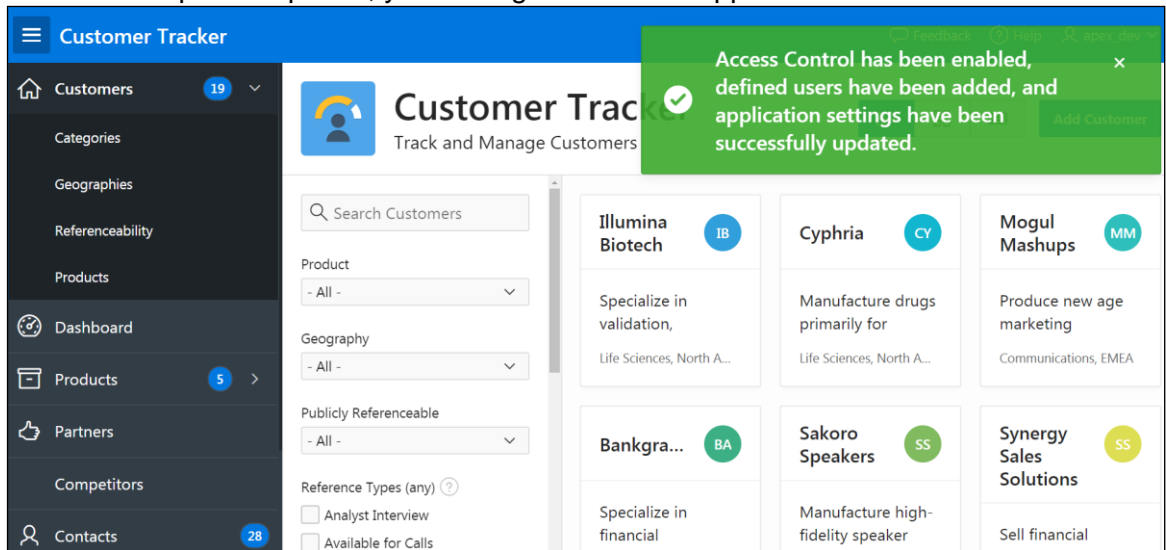 Customer Tracker
Feedback
Help
apex_dev
Access Control has been enabled,
defined users have been added, and
application settings have been
successfully updated.
Customers 19
Categories
Geographies
Referenceability
Products
Dashboard
Products 5
Partners
Competitors
Contacts 28
Customer Trac
Track and Manage Customers
Add Customer
Search Customers
Product
- All -
Geography
- All -
Publicly Referenceable
- All -
Reference Types (any) ?
Analyst Interview
Available for Calls
Illumina
Biotech
IB
Specialize in
validation,
Life Sciences, North A...
Cyphria
CY
Manufacture drugs
primarily for
Life Sciences, North A...
Mogul
Mashups
MM
Produce new age
marketing
Communications, EMEA
Bankgra...
BA
Specialize in
financial
Sakoro
Speakers
SS
Manufacture high-
fidelity speaker
Synergy
Sales
Solutions
SS
Sell financial